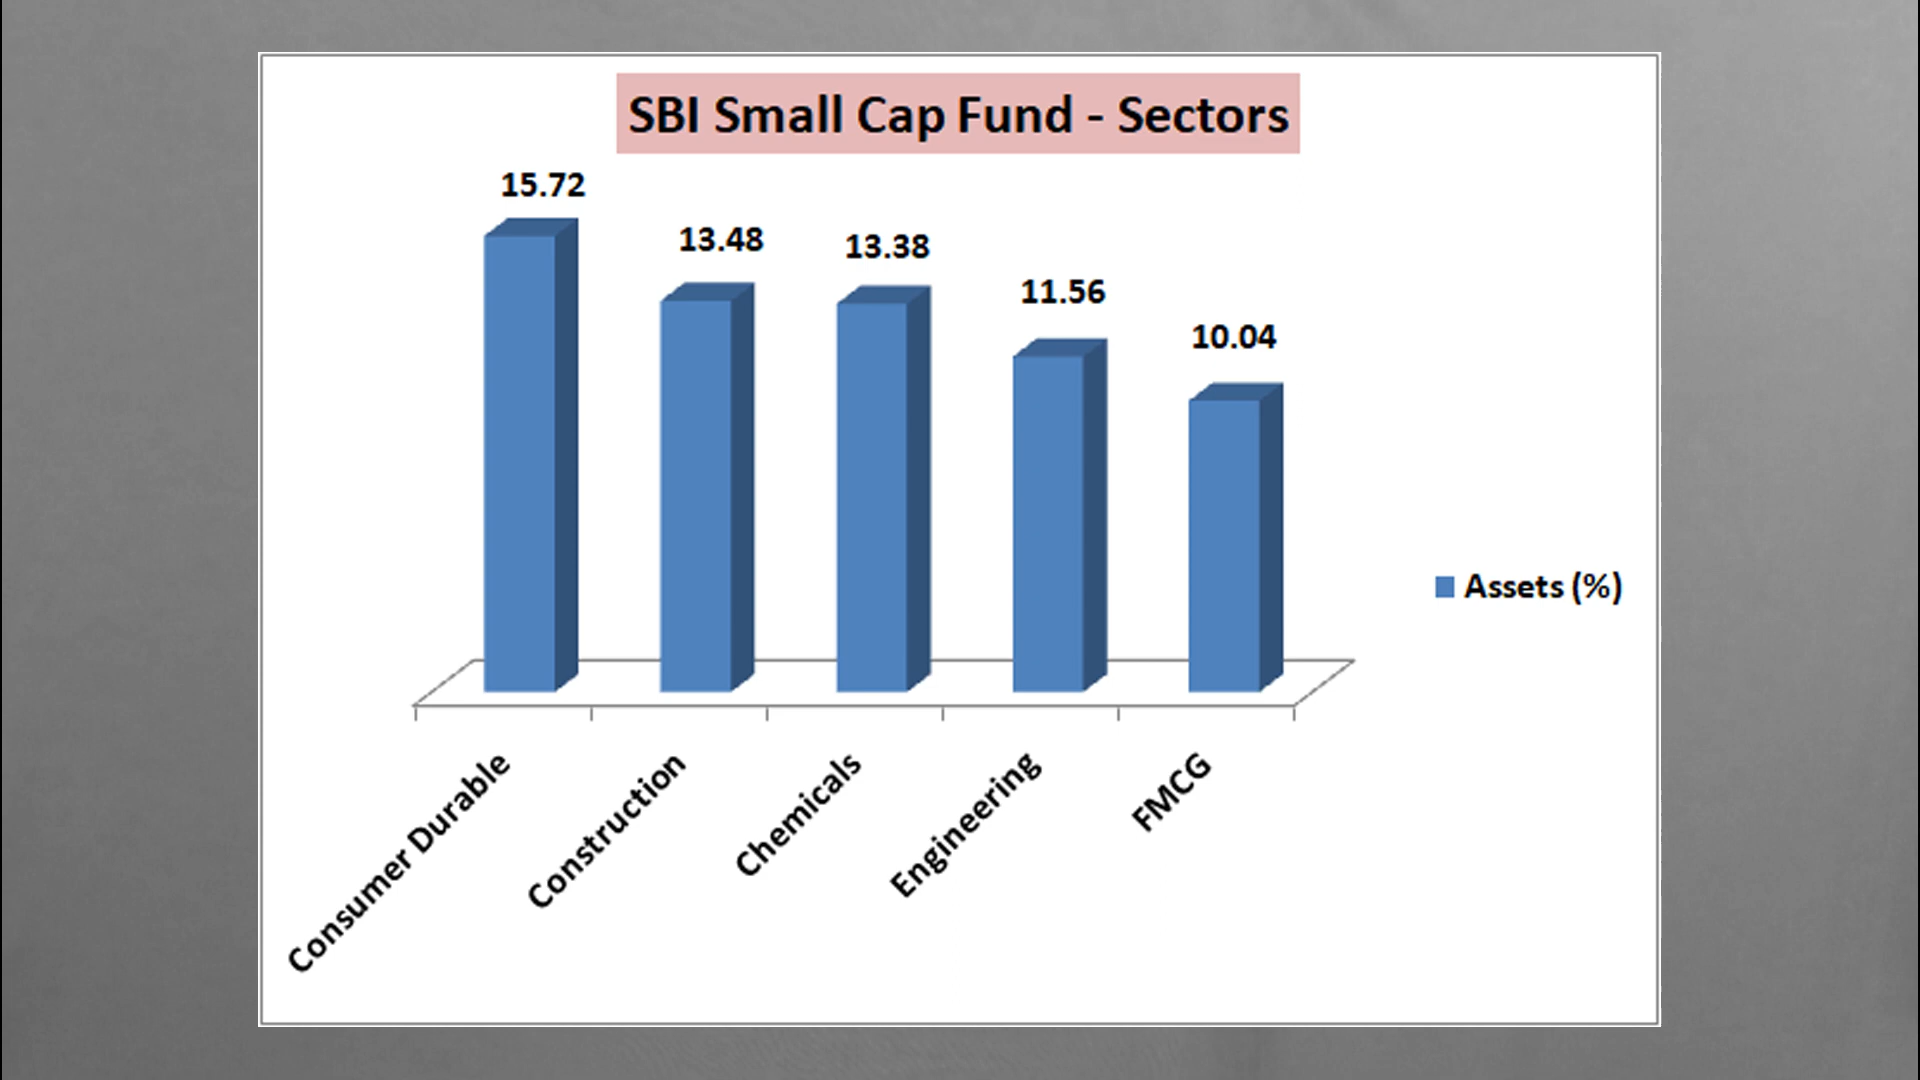 SBI Small Cap Fund - Sectors
15.72
13.48
13.38
11.56
10.04
Assets (%)
Consumer Durable
Construction
Chemicals
Engineering
FMCG